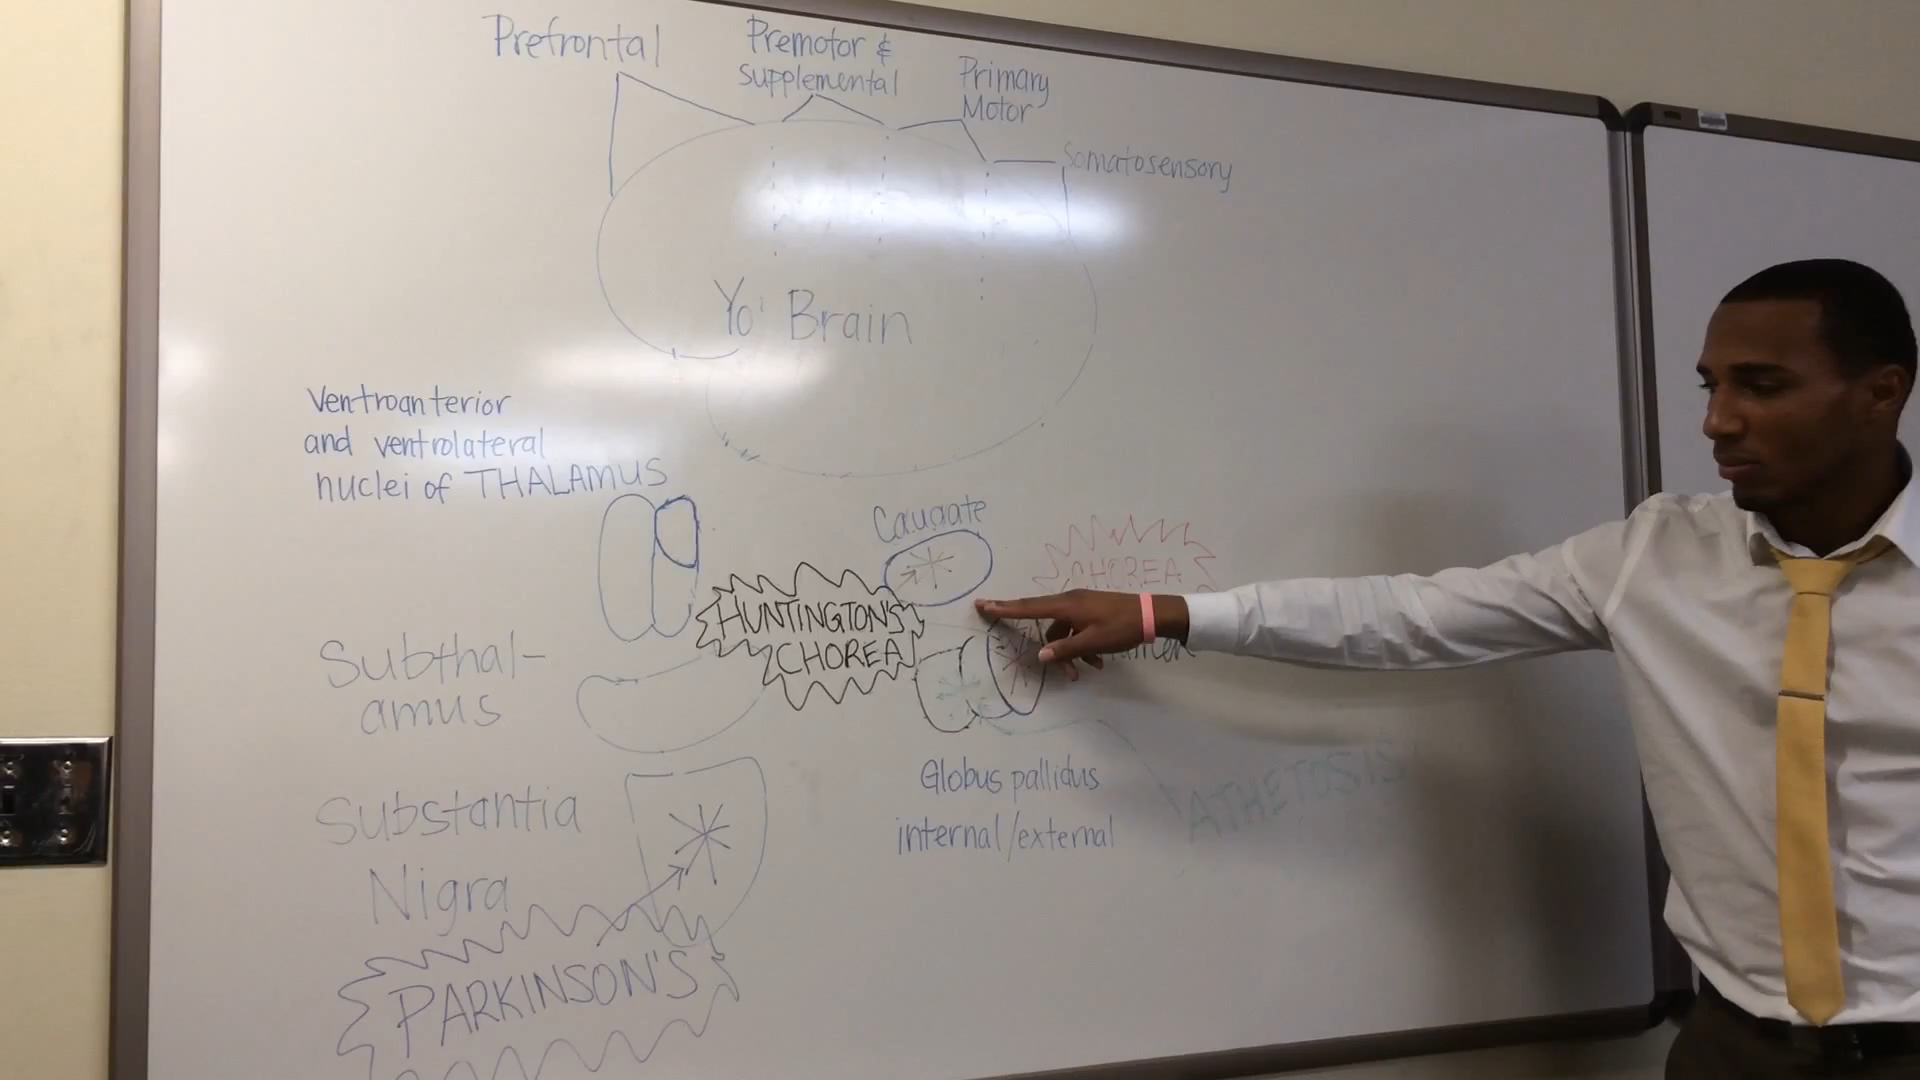 Prefrontal
Premotor &
supplemental
Primary
Motor
Somatosensory
Yo' Brain
Ventroanterior
and ventrolateral
nuclei of THALAMUS
Caudate
CHOREA
HUNTINGTON'S
CHOREA
Subthal-
amus
Globus pallidus
internal/external
ATHETOSIS
Substantia
Nigra
PARKINSON'S